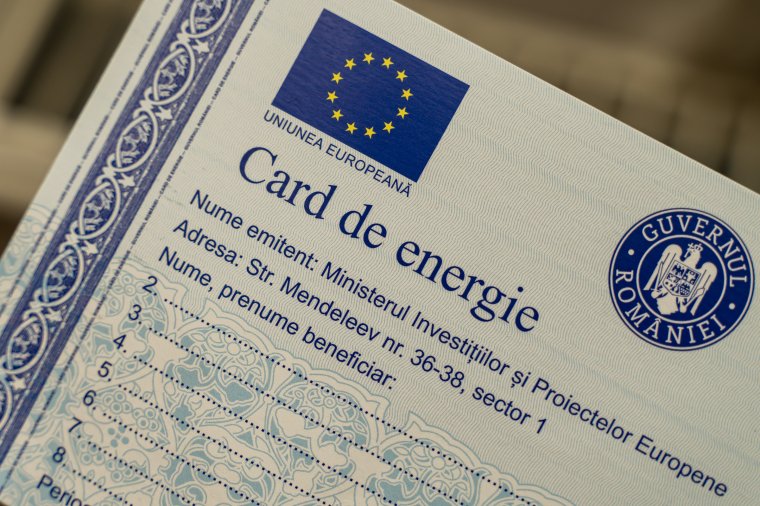 UNIUNEA EUROPEANĂ
Card de energie
GUVERNUL ROMÂNIEI
Nume emitent: Ministerul Investițiilor și Proiectelor Europene
Adresa: Str. Mendeleev nr. 36-38, sector 1
Nume, prenume beneficiar:
2
3
4
5
6
7
8